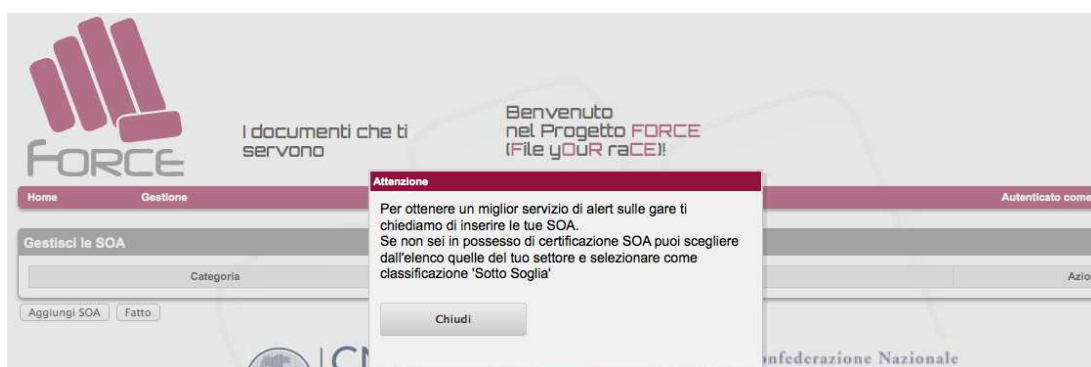 FORCE
I documenti che ti
servono
Benvenuto
nel Progetto FORCE
(File yOuR raCE)!
Home Gestione Autenticato come
Attenzione
Per ottenere un miglior servizio di alert sulle gare ti
chiediamo di inserire le tue SOA.
Se non sei in possesso di certificazione SOA puoi scegliere
dall'elenco quelle del tuo settore e selezionare come
classificazione 'Sotto Soglia'
Chiudi
Gestisci le SOA
Categoria Azio
Aggiungi SOA Fatto
CN nfederazione Nazionale